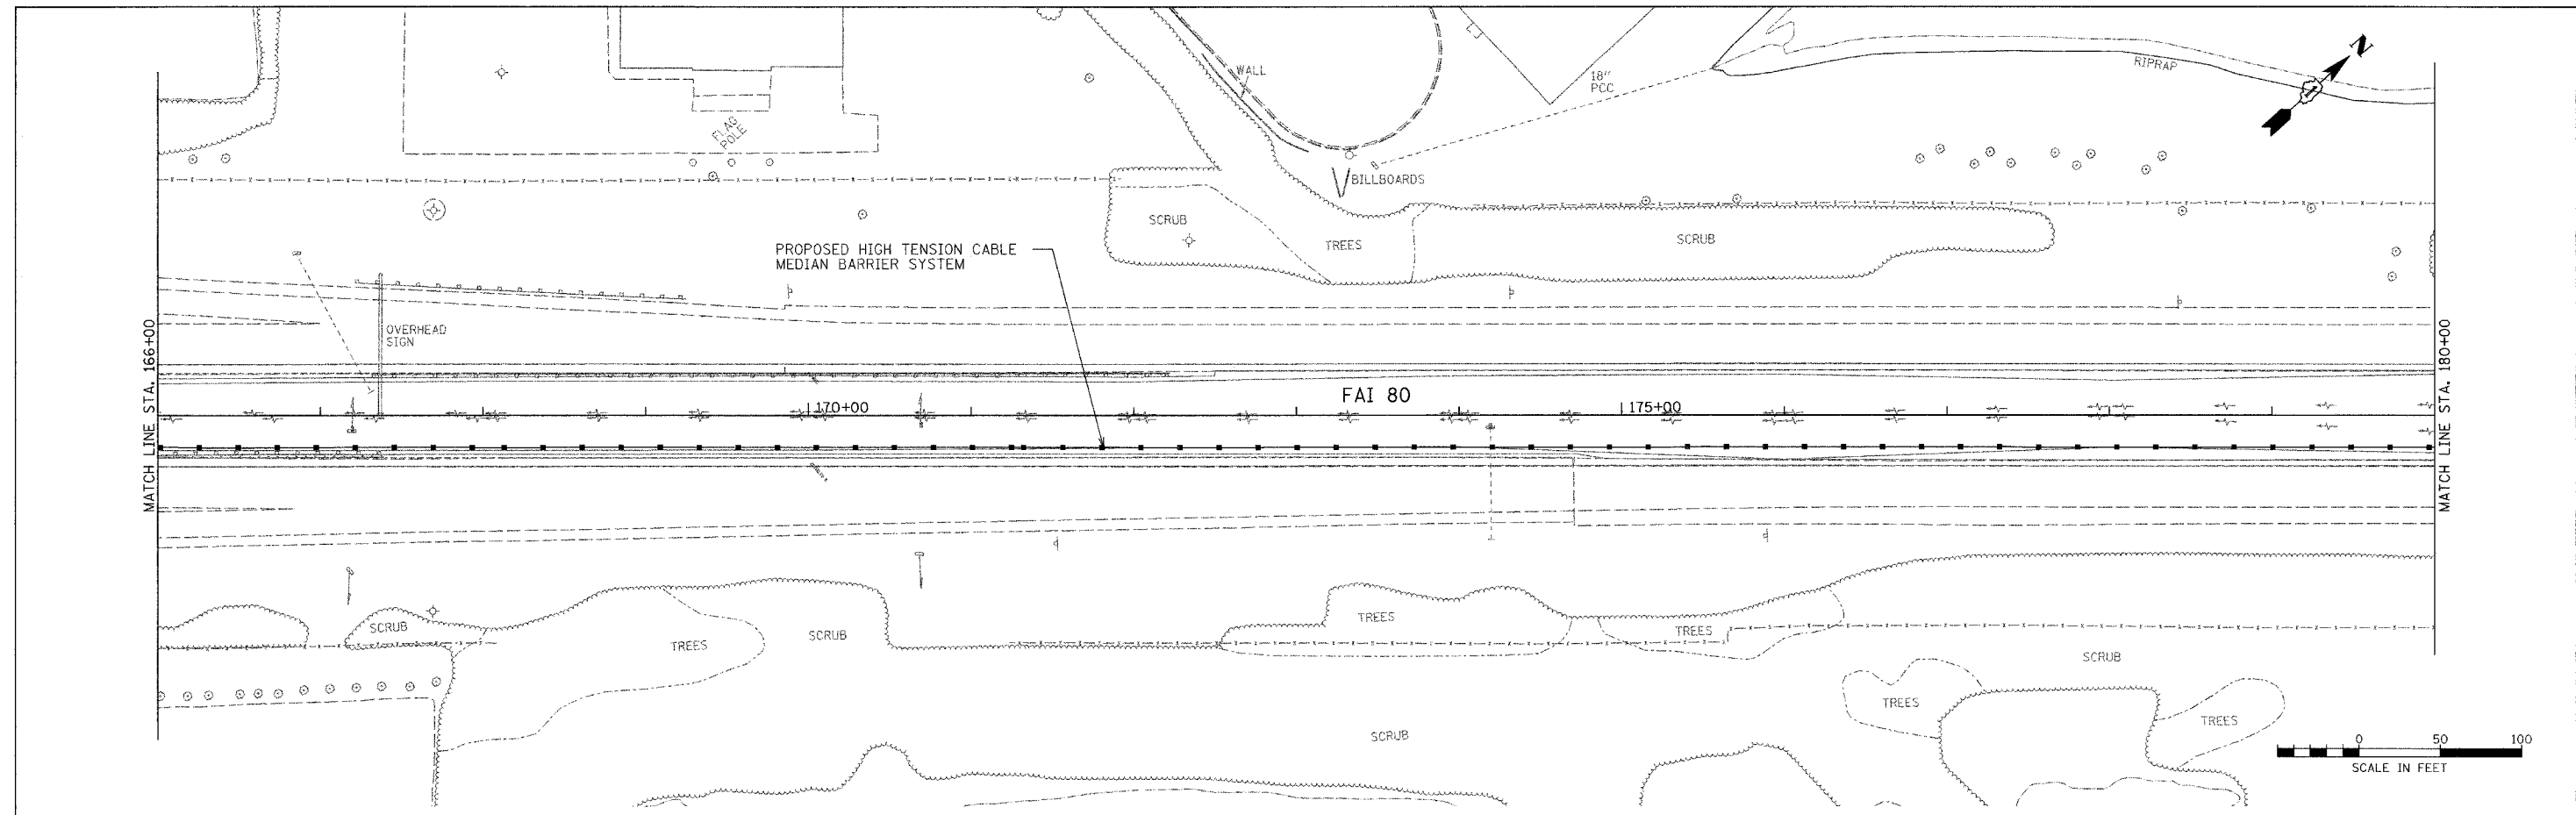 N
WALL
18"
PCC
RIPRAP
FLAG
POLE
BILLBOARDS
SCRUB
TREES
SCRUB
PROPOSED HIGH TENSION CABLE
MEDIAN BARRIER SYSTEM
OVERHEAD
SIGN
MATCH LINE STA. 166+00
MATCH LINE STA. 180+00
FAI 80
170+00
175+00
SCRUB
TREES
SCRUB
TREES
TREES
SCRUB
TREES
TREES
SCRUB
0 50 100
SCALE IN FEET